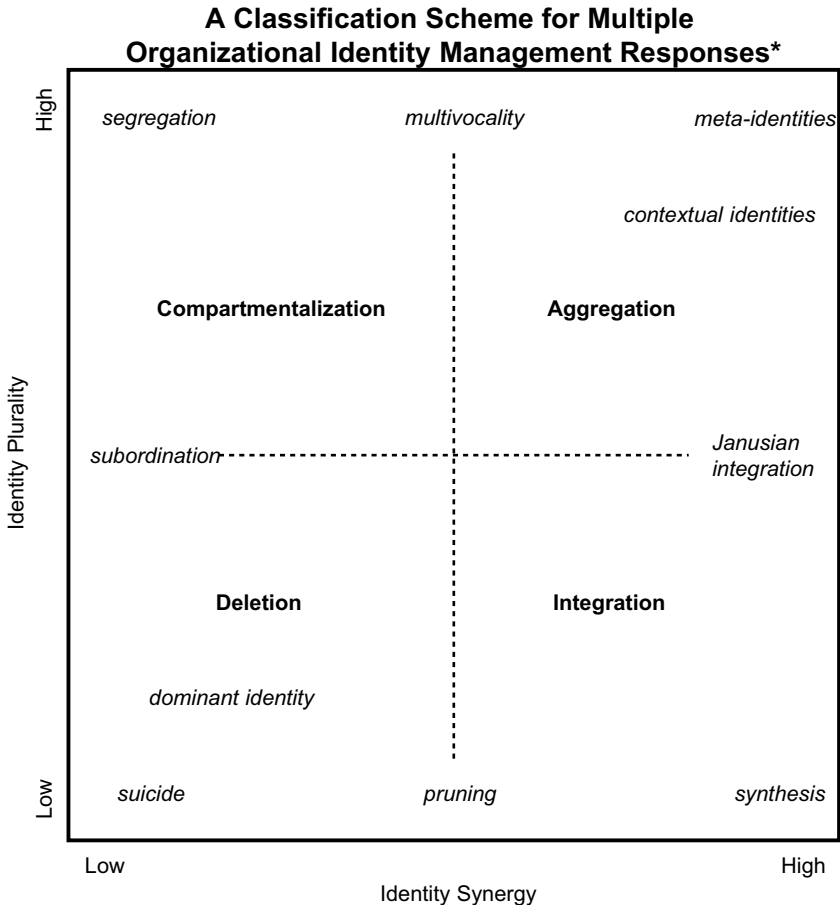 A Classification Scheme for Multiple
Organizational Identity Management Responses*
High
segregation
multivocality
meta-identities
contextual identities
Compartmentalization
Aggregation
Identity Plurality
subordination
Janusian
integration
Deletion
Integration
dominant identity
Low
suicide
pruning
synthesis
Low
High
Identity Synergy